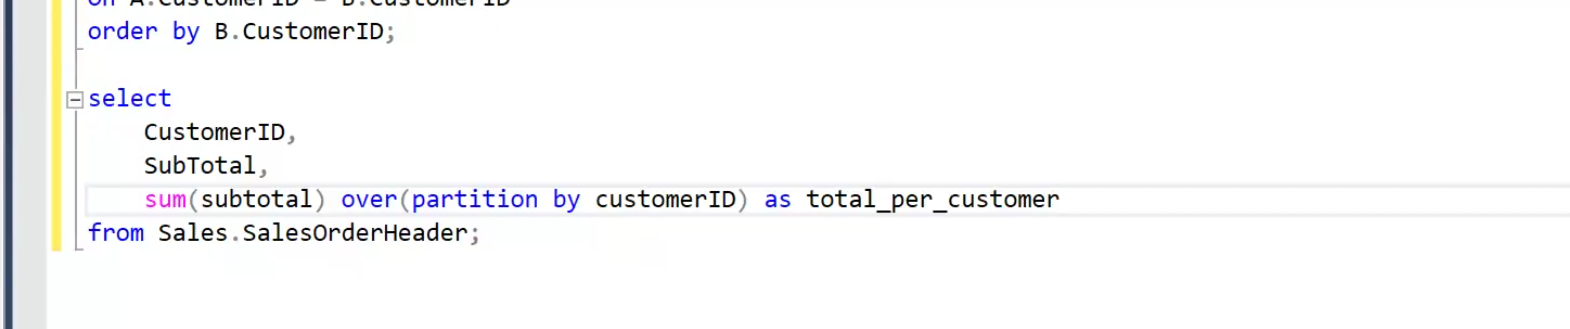 on A.CustomerID = B.CustomerID
order by B.CustomerID;
select
CustomerID,
SubTotal,
sum(subtotal) over(partition by customerID) as total_per_customer
from Sales.SalesOrderHeader;